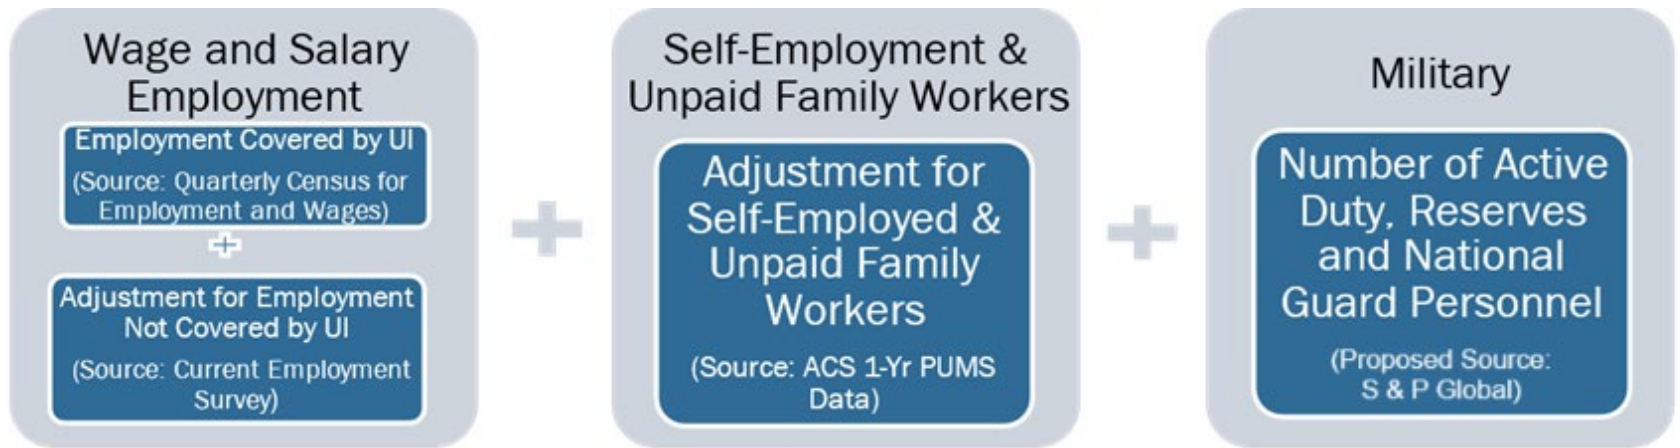 Wage and Salary
Employment
Employment Covered by UI
(Source: Quarterly Census for
Employment and Wages)
+
Adjustment for Employment
Not Covered by UI
(Source: Current Employment
Survey)
+
Self-Employment &
Unpaid Family Workers
Adjustment for
Self-Employed &
Unpaid Family
Workers
(Source: ACS 1-Yr PUMS
Data)
+
Military
Number of Active
Duty, Reserves
and National
Guard Personnel
(Proposed Source:
S & P Global)